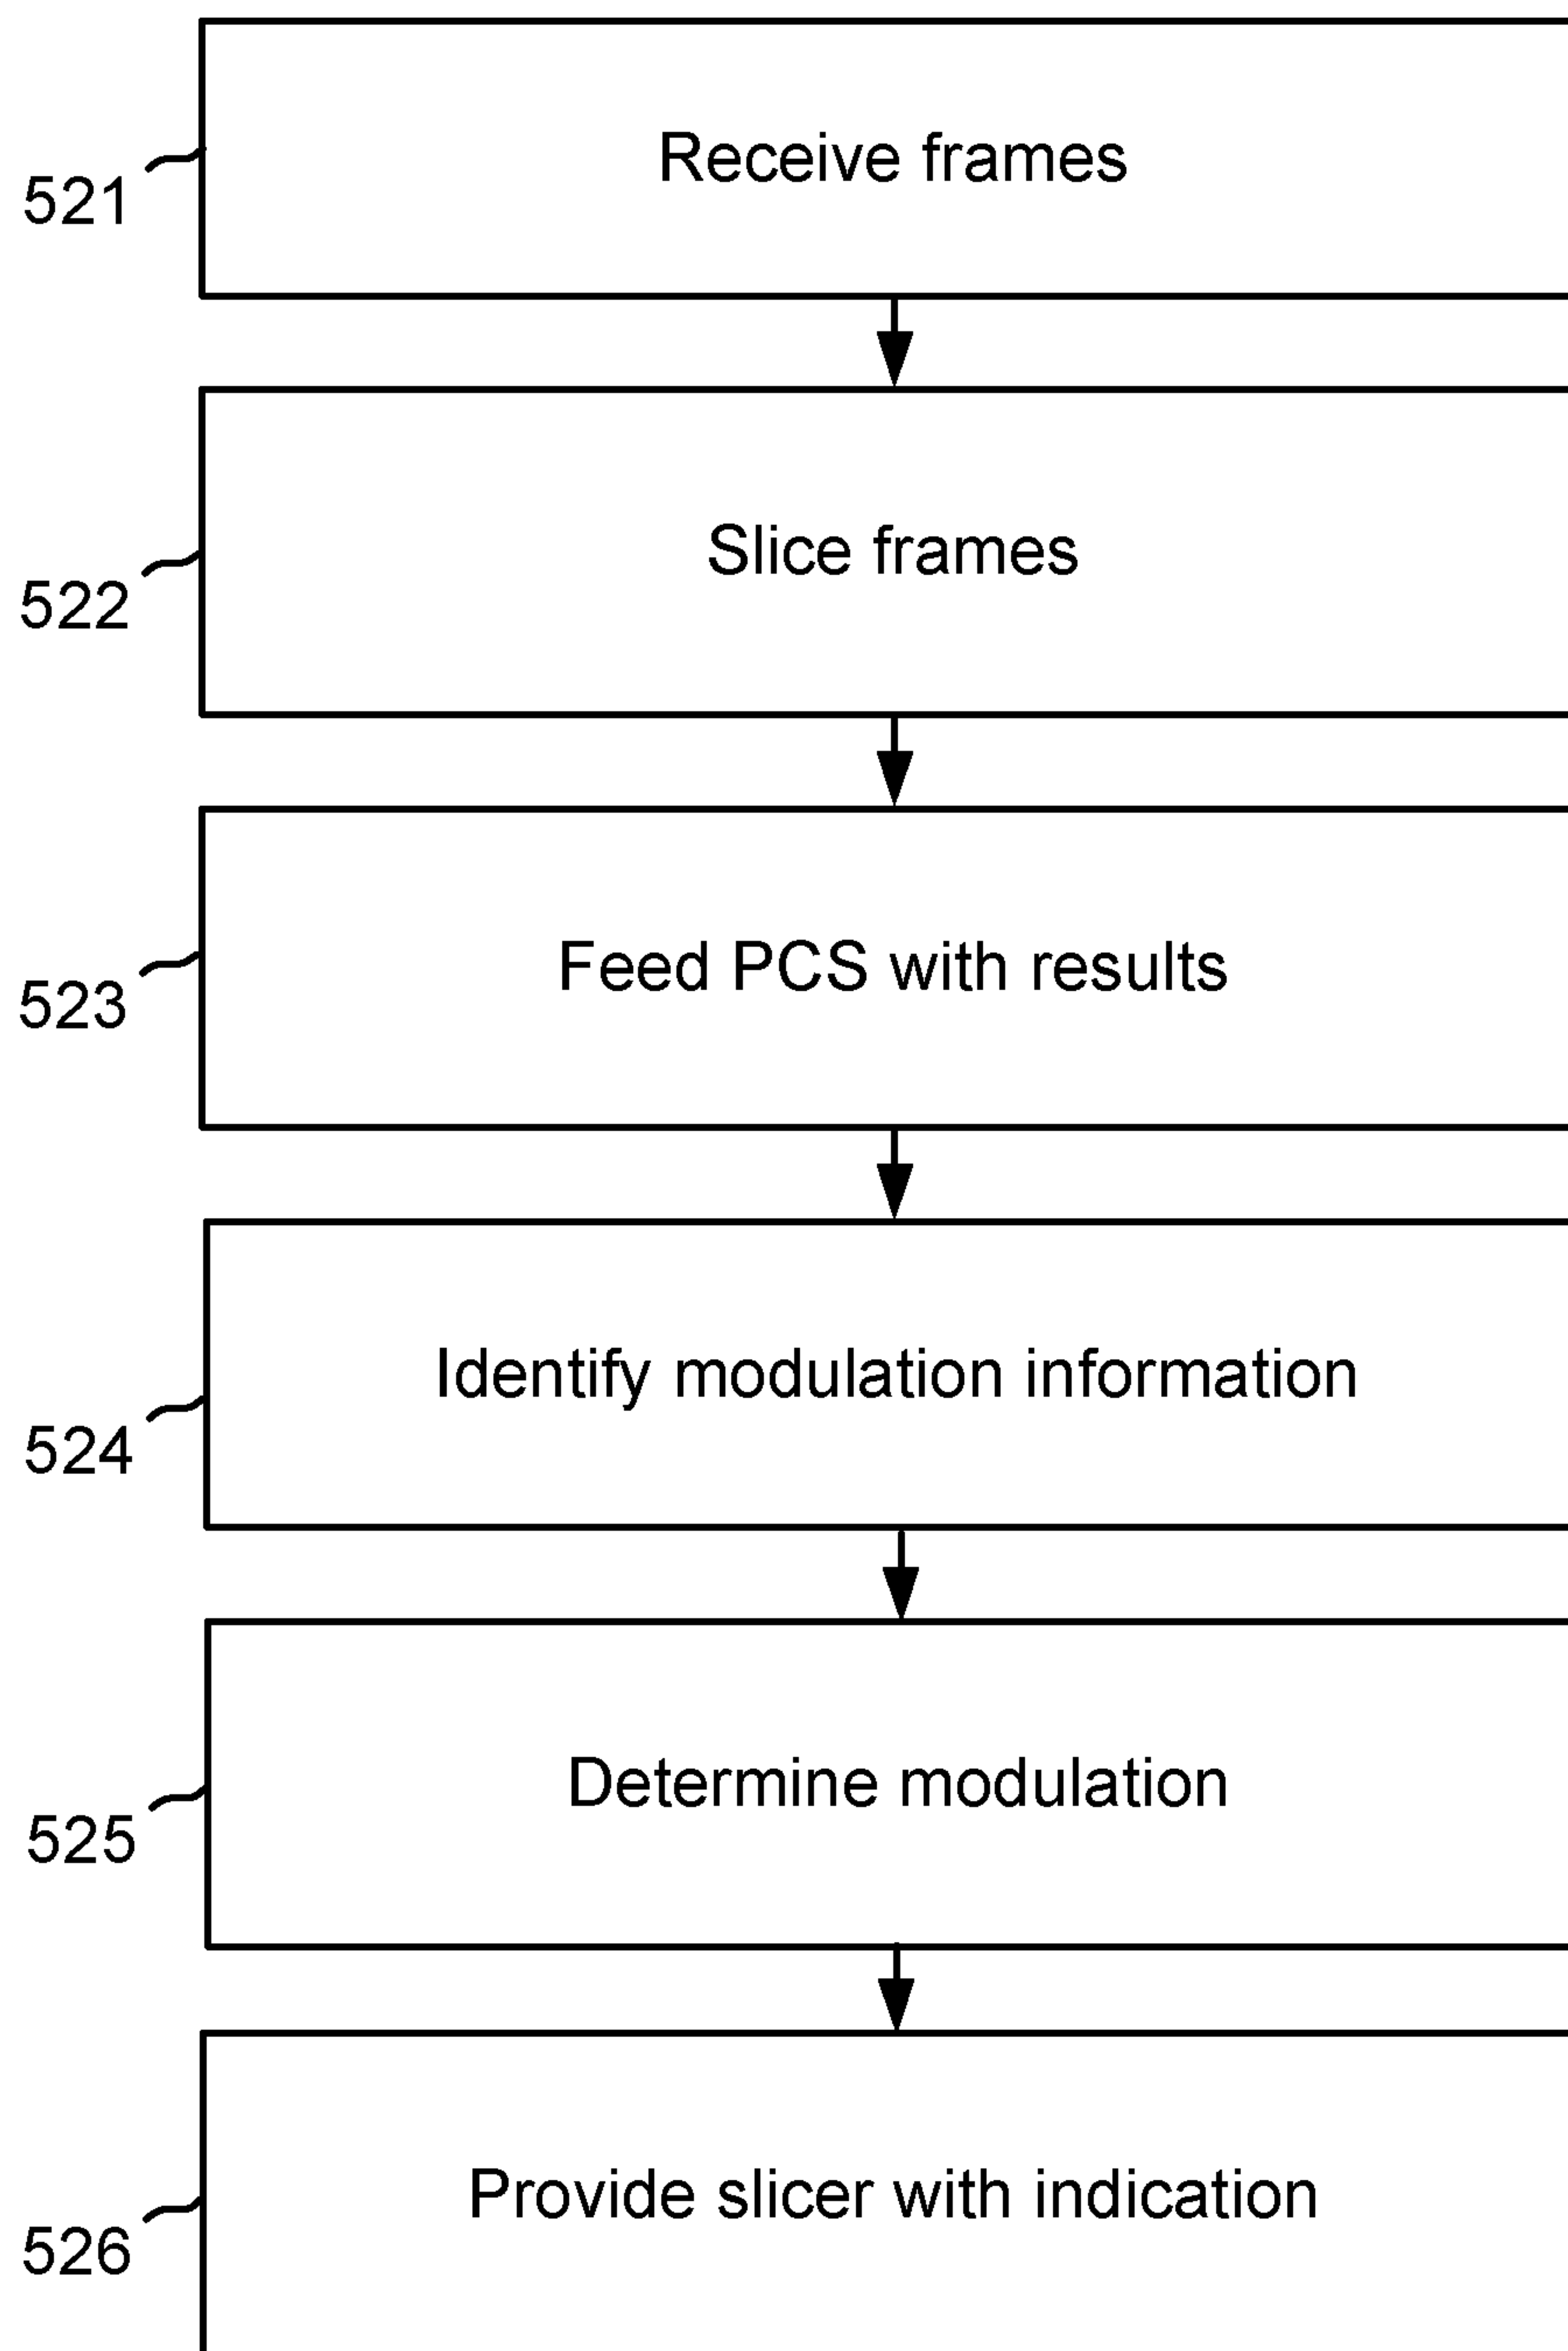 Receive frames
521
Slice frames
522
Feed PCS with results
523
Identify modulation information
524
Determine modulation
525
Provide slicer with indication
526